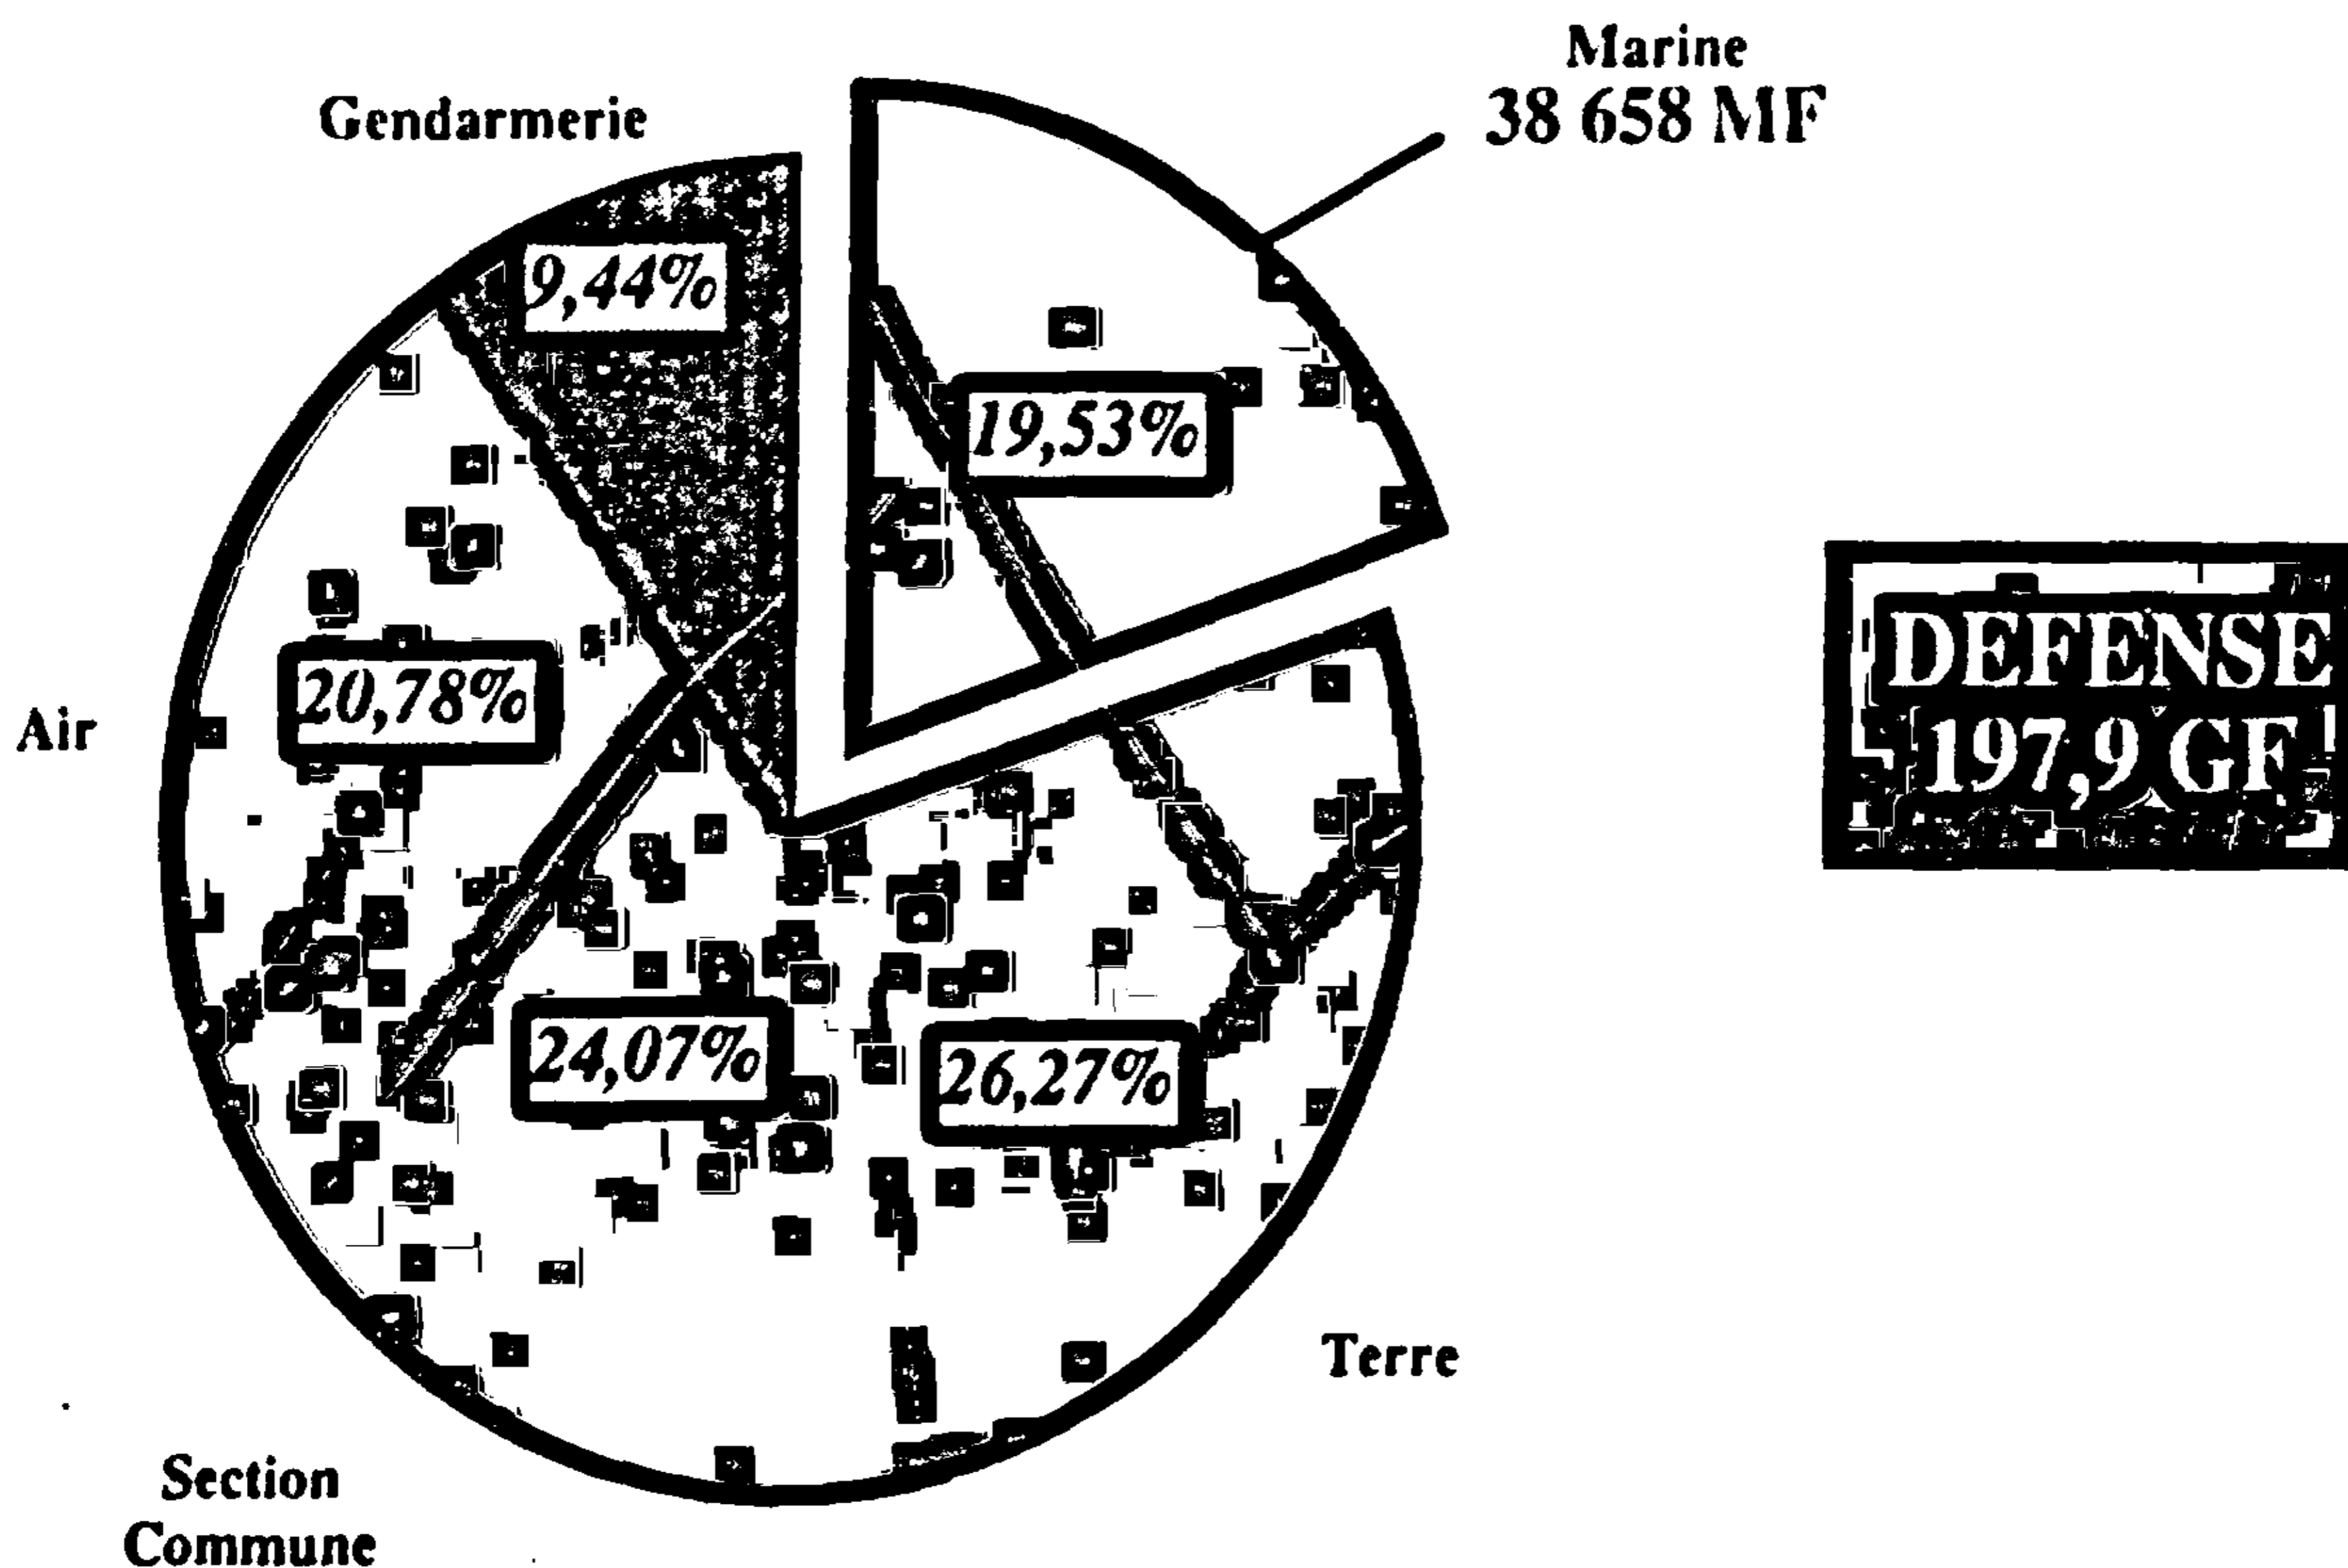 Marine
38 658 MF
Gendarmerie
9,44%
19,53%
DEFENSE
197,9 GF
20,78%
Air
24,07%
26,27%
Terre
Section
Commune